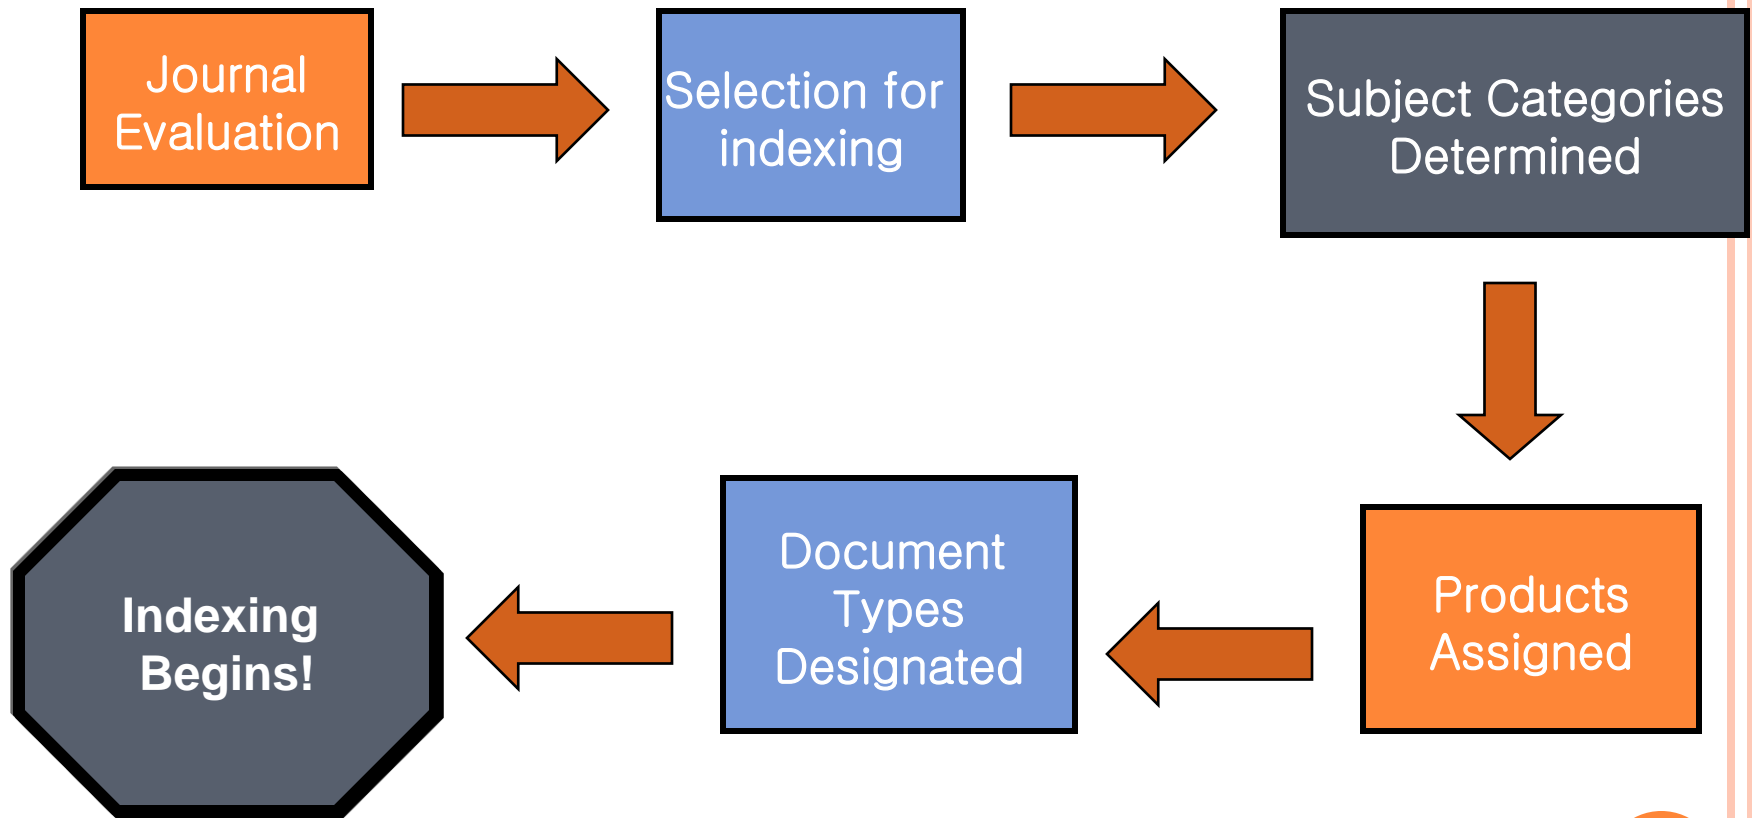 Journal
Evaluation
Selection for
indexing
Subject Categories
Determined
Products
Assigned
Document
Types
Designated
Indexing
Begins!